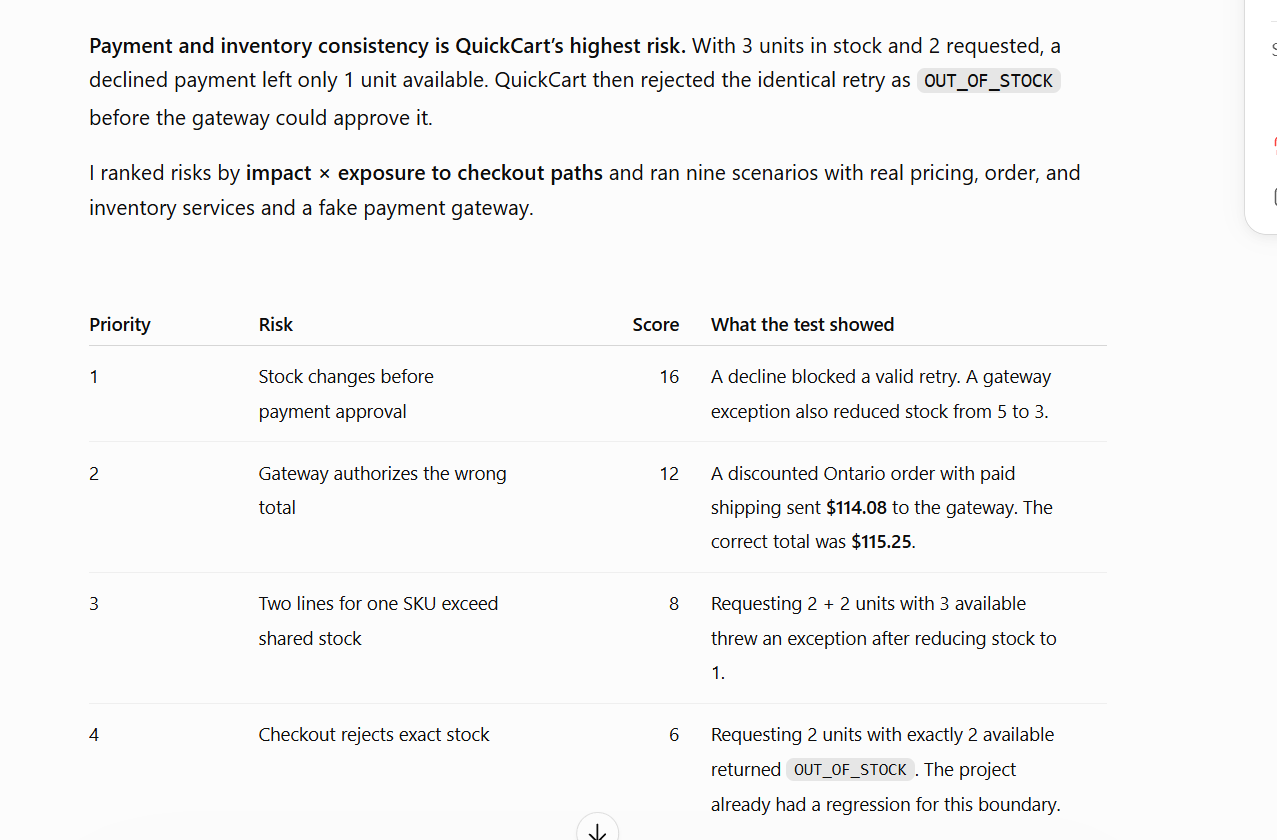 Payment and inventory consistency is QuickCart’s highest risk. With 3 units in stock and 2 requested, a
declined payment left only 1 unit available. QuickCart then rejected the identical retry as OUT_OF_STOCK
before the gateway could approve it.
I ranked risks by impact × exposure to checkout paths and ran nine scenarios with real pricing, order, and
inventory services and a fake payment gateway.
Priority Risk Score What the test showed
1 Stock changes before 16 A decline blocked a valid retry. A gateway
payment approval exception also reduced stock from 5 to 3.
2 Gateway authorizes the wrong 12 A discounted Ontario order with paid
total shipping sent $114.08 to the gateway. The
correct total was $115.25.
3 Two lines for one SKU exceed 8 Requesting 2 + 2 units with 3 available
shared stock threw an exception after reducing stock to
1.
4 Checkout rejects exact stock 6 Requesting 2 units with exactly 2 available
returned OUT_OF_STOCK. The project
already had a regression for this boundary.